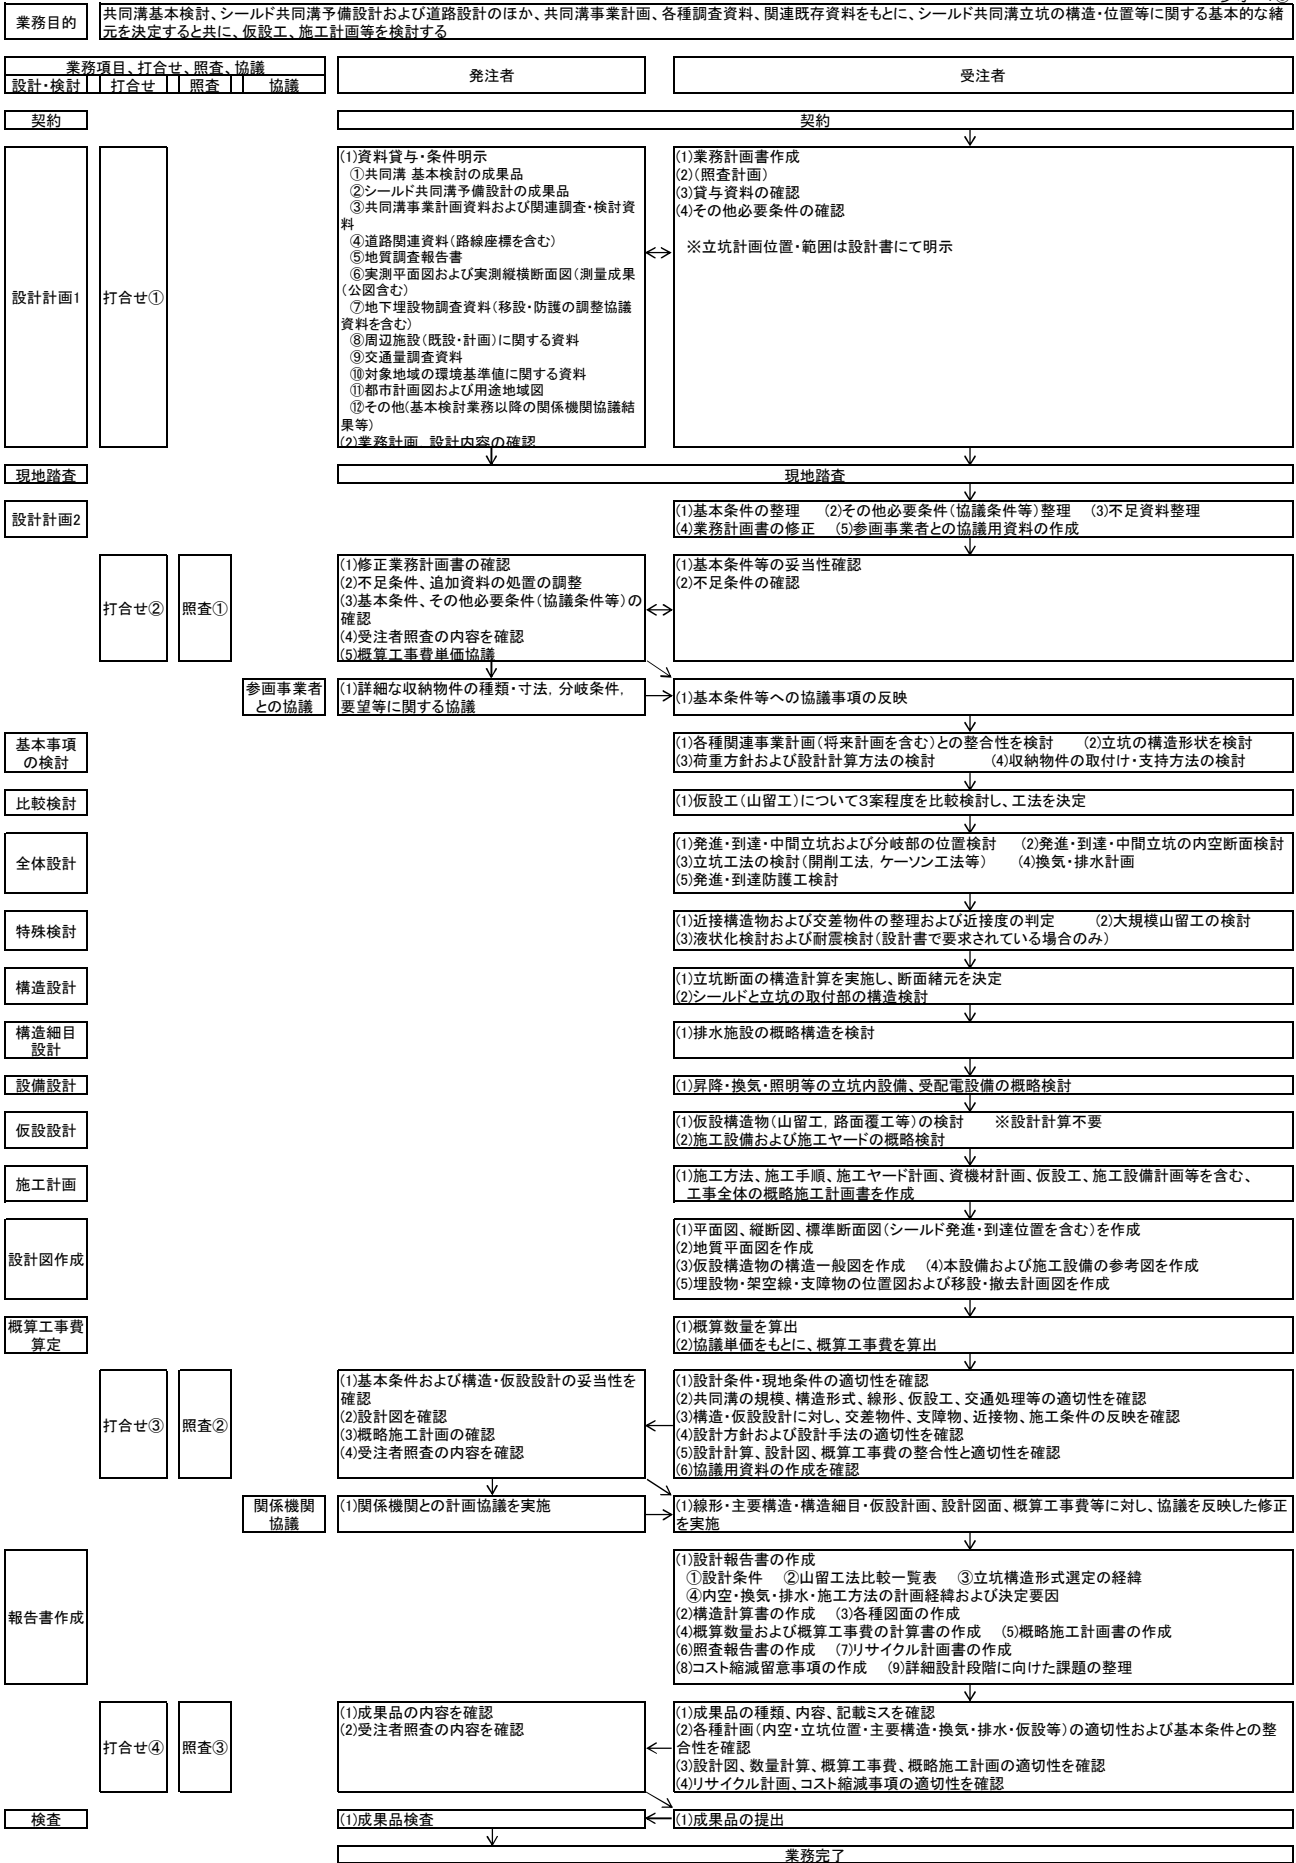 業務目的
共同溝基本検討、シールド共同溝予備設計および道路設計のほか、共同溝事業計画、各種調査資料、関連既存資料をもとに、シールド共同溝立坑の構造・位置等に関する基本的な緒
元を決定すると共に、仮設工、施工計画等を検討する
業務項目、打合せ、照査、協議
設計・検討 打合せ 照査 協議
発注者
受注者
契約
契約
設計計画1
打合せ①
(1)資料貸与・条件明示
①共同溝 基本検討の成果品
②シールド共同溝予備設計の成果品
③共同溝事業計画資料および関連調査・検討資
料
④道路関連資料(路線座標を含む)
⑤地質調査報告書
⑥実測平面図および実測縦横断面図(測量成果
(公図含む)
⑦地下埋設物調査資料(移設・防護の調整協議
資料を含む)
⑧周辺施設(既設・計画)に関する資料
⑨交通量調査資料
⑩対象地域の環境基準値に関する資料
⑪都市計画図および用途地域図
⑫その他(基本検討業務以降の関係機関協議結
果等)
(2)業務計画、設計内容の確認
(1)業務計画書作成
(2)(照査計画)
(3)貸与資料の確認
(4)その他必要条件の確認
※立坑計画位置・範囲は設計書にて明示
現地踏査
現地踏査
設計計画2
(1)基本条件の整理 (2)その他必要条件(協議条件等)整理 (3)不足資料整理
(4)業務計画書の修正 (5)参画事業者との協議用資料の作成
打合せ②
照査①
(1)修正業務計画書の確認
(2)不足条件、追加資料の処置の調整
(3)基本条件、その他必要条件(協議条件等)の
確認
(4)受注者照査の内容を確認
(5)概算工事費単価協議
(1)基本条件等の妥当性確認
(2)不足条件の確認
参画事業者
との協議
(1)詳細な収納物件の種類・寸法,分岐条件,
要望等に関する協議
(1)基本条件等への協議事項の反映
基本事項
の検討
(1)各種関連事業計画(将来計画を含む)との整合性を検討 (2)立坑の構造形状を検討
(3)荷重方針および設計計算方法の検討 (4)収納物件の取付け・支持方法の検討
比較検討
(1)仮設工(山留工)について3案程度を比較検討し、工法を決定
全体設計
(1)発進・到達・中間立坑および分岐部の位置検討 (2)発進・到達・中間立坑の内空断面検討
(3)立坑工法の検討(開削工法,ケーソン工法等) (4)換気・排水計画
(5)発進・到達防護工検討
特殊検討
(1)近接構造物および交差物件の整理および近接度の判定 (2)大規模山留工の検討
(3)液状化検討および耐震検討(設計書で要求されている場合のみ)
構造設計
(1)立坑断面の構造計算を実施し、断面緒元を決定
(2)シールドと立坑の取付部の構造検討
構造細目
設計
(1)排水施設の概略構造を検討
設備設計
(1)昇降・換気・照明等の立坑内設備、受配電設備の概略検討
仮設設計
(1)仮設構造物(山留工,路面覆工等)の検討 ※設計計算不要
(2)施工設備および施工ヤードの概略検討
施工計画
(1)施工方法、施工手順、施工ヤード計画、資機材計画、仮設工、施工設備計画等を含む、
工事全体の概略施工計画書を作成
設計図作成
(1)平面図、縦断図、標準断面図(シールド発進・到達位置を含む)を作成
(2)地質平面図を作成
(3)仮設構造物の構造一般図を作成 (4)本設備および施工設備の参考図を作成
(5)埋設物・架空線・支障物の位置図および移設・撤去計画図を作成
概算工事費
算定
(1)概算数量を算出
(2)協議単価をもとに、概算工事費を算出
打合せ③
照査②
(1)基本条件および構造・仮設設計の妥当性を
確認
(2)設計図を確認
(3)概略施工計画の確認
(4)受注者照査の内容を確認
(1)設計条件・現地条件の適切性を確認
(2)共同溝の規模、構造形式、線形、仮設工、交通処理等の適切性を確認
(3)構造・仮設設計に対し、交差物件、支障物、近接物、施工条件の反映を確認
(4)設計方針および設計手法の適切性を確認
(5)設計計算、設計図、概算工事費の整合性と適切性を確認
(6)協議用資料の作成を確認
関係機関
協議
(1)関係機関との計画協議を実施
(1)線形・主要構造・構造細目・仮設計画、設計図面、概算工事費等に対し、協議を反映した修正
を実施
報告書作成
(1)設計報告書の作成
①設計条件 ②山留工法比較一覧表 ③立坑構造形式選定の経緯
④内空・換気・排水・施工方法の計画経緯および決定要因
(2)構造計算書の作成 (3)各種図面の作成
(4)概算数量および概算工事費の計算書の作成 (5)概略施工計画書の作成
(6)照査報告書の作成 (7)リサイクル計画書の作成
(8)コスト縮減留意事項の作成 (9)詳細設計段階に向けた課題の整理
打合せ④
照査③
(1)成果品の内容を確認
(2)受注者照査の内容を確認
(1)成果品の種類、内容、記載ミスを確認
(2)各種計画(内空・立坑位置・主要構造・換気・排水・仮設等)の適切性および基本条件との整
合性を確認
(3)設計図、数量計算、概算工事費、概略施工計画の適切性を確認
(4)リサイクル計画、コスト縮減事項の適切性を確認
検査
(1)成果品検査
(1)成果品の提出
業務完了